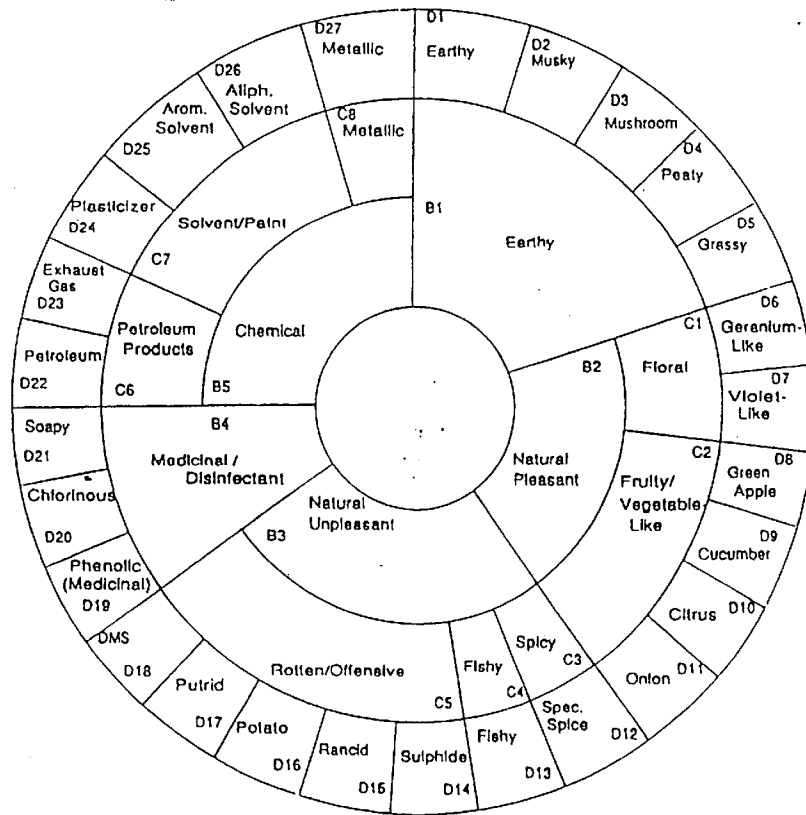 D1
Earthy
D2
Musky
D3
Mushroom
D4
Peaty
D5
Grassy
D6
Geranium-
Like
D7
Violet-
Like
D8
Green
Apple
D9
Cucumber
D10
Citrus
D11
Onion
D12
Spec.
Spice
D13
Fishy
D14
Sulphide
D15
Rancid
D16
Potato
D17
Putrid
D18
DMS
D19
Phenolic
(Medicinal)
D20
Chlorinous
D21
Soapy
D22
Petroleum
D23
Exhaust
Gas
D24
Plasticizer
D25
Arom.
Solvent
D26
Aliph.
Solvent
D27
Metallic
C1
Floral
C2
Fruity/
Vegetable
Like
C3
Spicy
C4
Fishy
C5
Rotten/Offensive
C6
Petroleum
Products
C7
Solvent/Paint
C8
Metallic
B1
Earthy
B2
Natural
Pleasant
B3
Natural
Unpleasant
B4
Medicinal /
Disinfectant
B5
Chemical